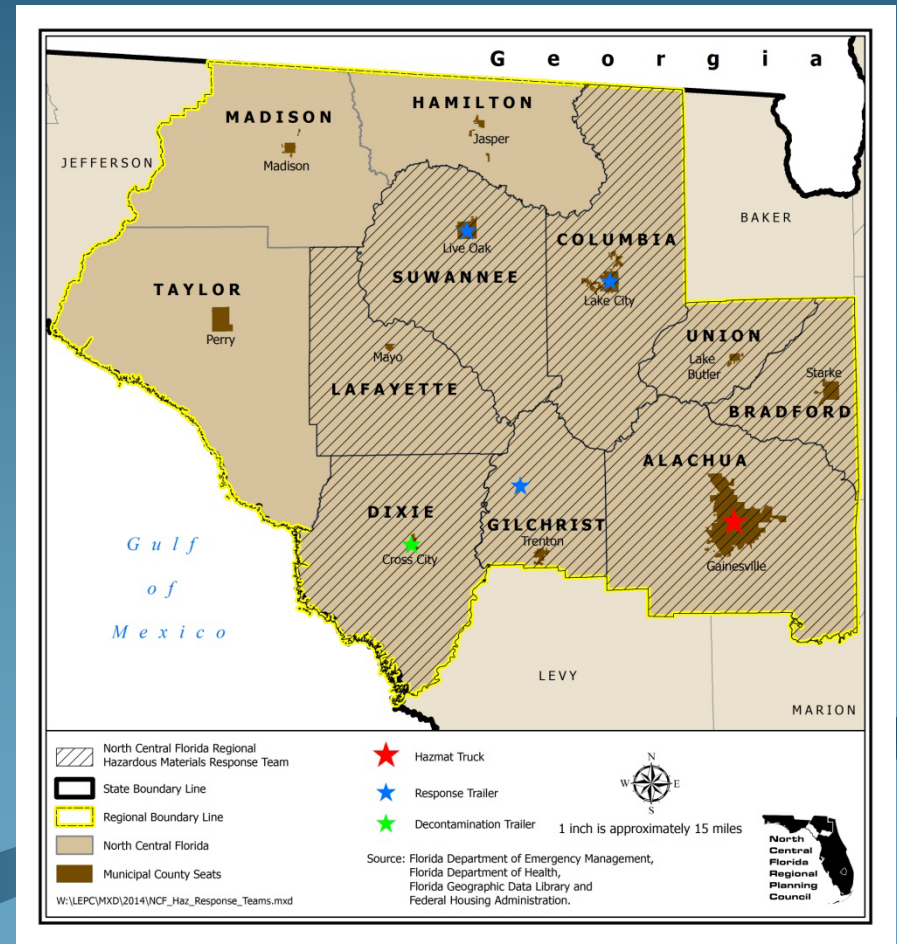 G e o r g i a
MADISON
HAMILTON
Jasper
JEFFERSON
Madison
BAKER
Live Oak
COLUMBIA
SUWANNEE
Lake City
TAYLOR
Perry
UNION
Lake
Butler
Mayo
Starke
LAFAYETTE
BRADFORD
ALACHUA
DIXIE
GILCHRIST
Trenton
Cross City
Gainesville
Gulf
of
Mexico
LEVY
MARION
North Central Florida Regional
Hazardous Materials Response Team
State Boundary Line
Regional Boundary Line
North Central Florida
Municipal County Seats
W:\LEPC\MXD\2014\NCF_Haz_Response_Teams.mxd
Hazmat Truck
Response Trailer
Decontamination Trailer
N
W E
S
1 inch is approximately 15 miles
Source: Florida Department of Emergency Management,
Florida Department of Health,
Florida Geographic Data Library and
Federal Housing Administration.
North
Central
Florida
Regional
Planning
Council